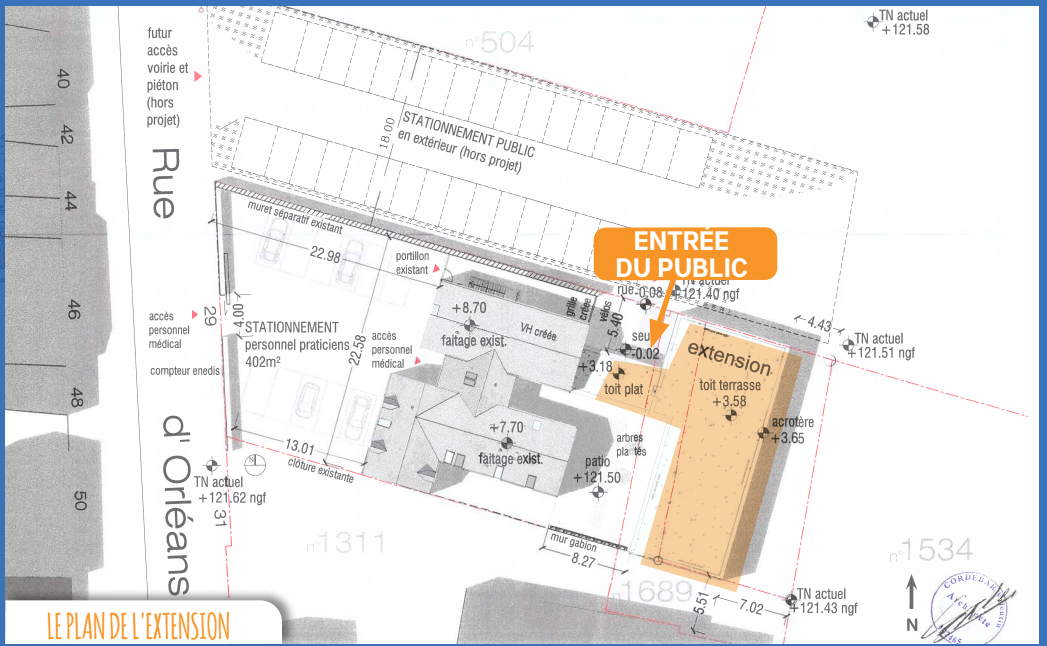 TN actuel
+121.58
n°504
futur
accès
voirie et
piéton
(hors
projet)
40
42
44
46
48
50
Rue
d'Orléans
STATIONNEMENT PUBLIC
en extérieur (hors projet)
18.00
muret séparatif existant
22.98
portillon
existant
ENTRÉE
DU PUBLIC
TN actuel
+121.40 ngf
rue-0.08
grille
créée
vélos
5.40
4.43
TN actuel
+121.51 ngf
accès
personnel
médical
29
4.00
STATIONNEMENT
personnel praticiens
402m²
22.58
accès
personnel
médical
+8.70
faitage exist.
VH créée
seu
-0.02
+3.18
toit plat
extension
toit terrasse
+3.58
acrotère
+3.65
compteur enedis
13.01
clôture existante
+7.70
faitage exist.
arbres
plantés
patio
+121.50
TN actuel
+121.62 ngf
31
n°1311
mur gabion
8.27
1689
5.51
7.02
n°1534
TN actuel
+121.43 ngf
N
Architecte
LE PLAN DE L'EXTENSION